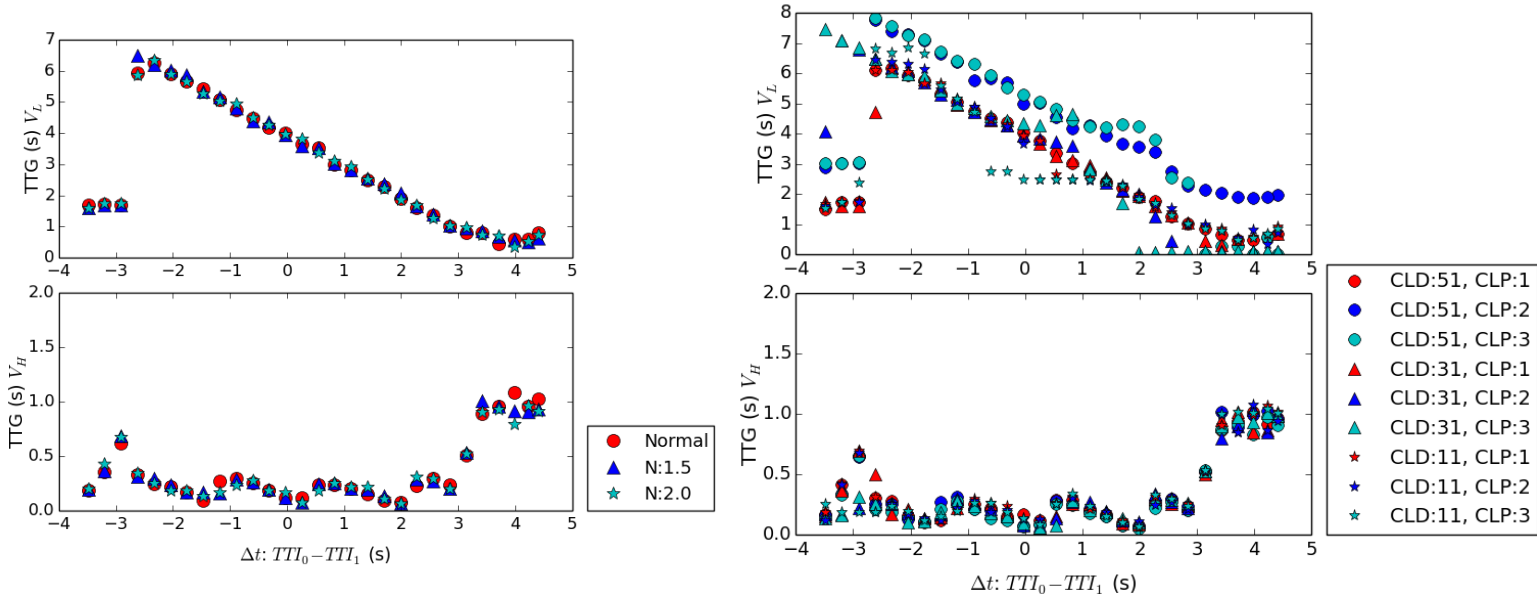 TTG (s) V_L
7
6
5
4
3
2
1
0
−4 −3 −2 −1 0 1 2 3 4 5
TTG (s) V_H
2.0
1.5
1.0
0.5
0.0
−4 −3 −2 −1 0 1 2 3 4 5
Δt: TTI_0−TTI_1 (s)
Normal
N:1.5
N:2.0
TTG (s) V_L
8
7
6
5
4
3
2
1
0
−4 −3 −2 −1 0 1 2 3 4 5
TTG (s) V_H
2.0
1.5
1.0
0.5
0.0
−4 −3 −2 −1 0 1 2 3 4 5
Δt: TTI_0−TTI_1 (s)
CLD:51, CLP:1
CLD:51, CLP:2
CLD:51, CLP:3
CLD:31, CLP:1
CLD:31, CLP:2
CLD:31, CLP:3
CLD:11, CLP:1
CLD:11, CLP:2
CLD:11, CLP:3